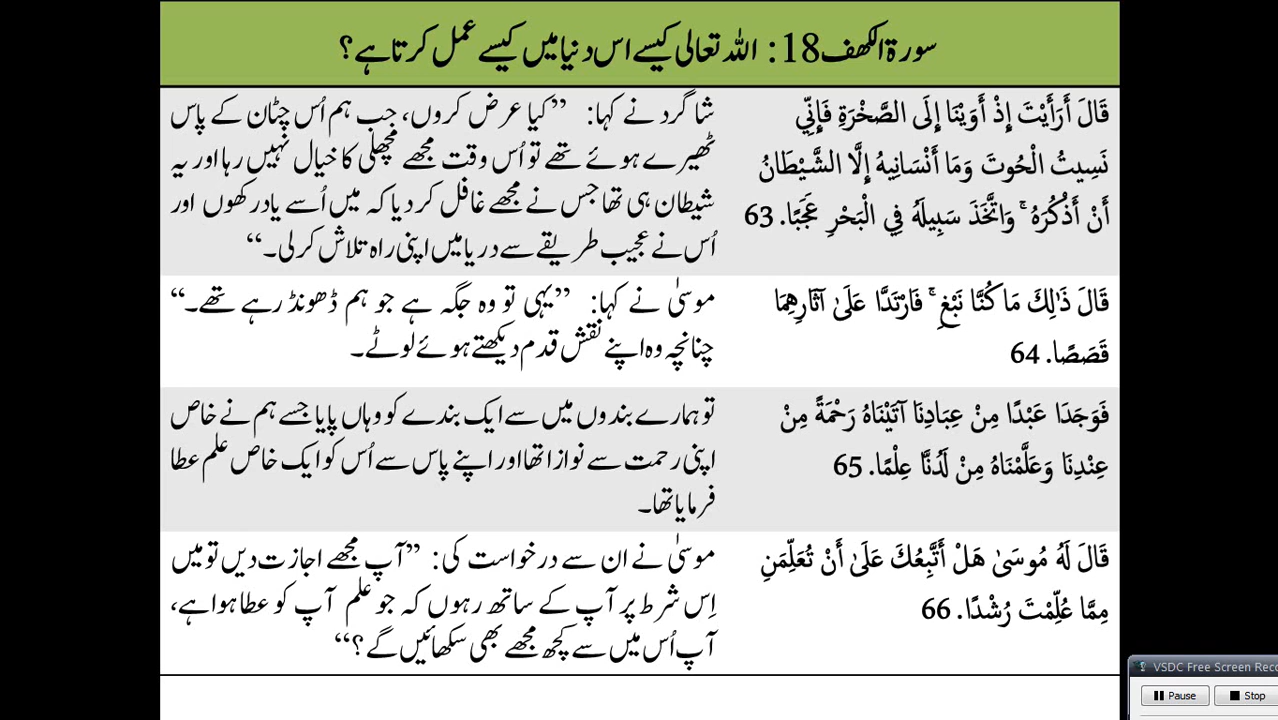 سورۃ الکھف 18: اللہ تعالی کیسے اس دنیا میں کیسے عمل کرتا ہے؟
قَالَ أَرَأَيْتَ إِذْ أَوَيْنَا إِلَى الصَّخْرَةِ فَإِنِّي
نَسِيتُ الْحُوتَ وَمَا أَنْسَانِيهُ إِلَّا الشَّيْطَانُ
أَنْ أَذْكُرَهُ ۚ وَاتَّخَذَ سَبِيلَهُ فِي الْبَحْرِ عَجَبًا. 63
شاگرد نے کہا: ”کیا عرض کروں، جب ہم اُس چٹان کے پاس
ٹھیرے ہوئے تھے تو اُس وقت مجھے مچھلی کا خیال نہیں رہا اور یہ
شیطان ہی تھا جس نے مجھے غافل کر دیا کہ میں اُسے یاد رکھوں اور
اُس نے عجیب طریقے سے دریا میں اپنی راہ تلاش کر لی۔“
قَالَ ذَٰلِكَ مَا كُنَّا نَبْغِ ۚ فَارْتَدَّا عَلَىٰ آثَارِهِمَا
قَصَصًا. 64
موسیٰ نے کہا: ”یہی تو وہ جگہ ہے جو ہم ڈھونڈ رہے تھے۔“
چنانچہ وہ اپنے نقش قدم دیکھتے ہوئے لوٹے۔
فَوَجَدَا عَبْدًا مِنْ عِبَادِنَا آتَيْنَاهُ رَحْمَةً مِنْ
عِنْدِنَا وَعَلَّمْنَاهُ مِنْ لَدُنَّا عِلْمًا. 65
تو ہمارے بندوں میں سے ایک بندے کو وہاں پایا جسے ہم نے خاص
اپنی رحمت سے نوازا تھا اور اپنے پاس سے اُس کو ایک خاص علم عطا
فرمایا تھا۔
قَالَ لَهُ مُوسَىٰ هَلْ أَتَّبِعُكَ عَلَىٰ أَنْ تُعَلِّمَنِ
مِمَّا عُلِّمْتَ رُشْدًا. 66
موسیٰ نے ان سے درخواست کی: ”آپ مجھے اجازت دیں تو میں
اِس شرط پر آپ کے ساتھ رہوں کہ جو علم آپ کو عطا ہوا ہے،
آپ اُس میں سے کچھ مجھے بھی سکھائیں گے؟“
VSDC Free Screen Reco
Pause
Stop